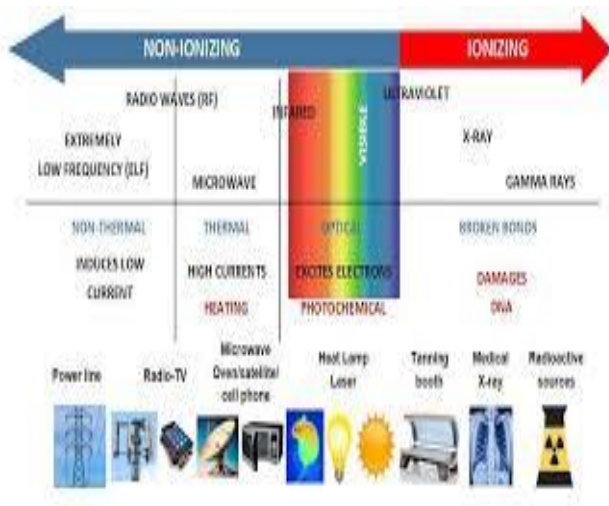 NON-IONIZING
IONIZING
RADIO WAVES (RF)
INFARED
VISIBLE
ULTRAVIOLET
EXTREMELY
LOW FREQUENCY (ELF)
MICROWAVE
X-RAY
GAMMA RAYS
NON-THERMAL
THERMAL
OPTICAL
BROKEN BONDS
INDUCES LOW
CURRENT
HIGH CURRENTS
HEATING
EXCITES ELECTRONS
PHOTOCHEMICAL
DAMAGES
DNA
Power line
Radio-TV
Microwave
Oven/satelite/
cell phone
Heat Lamp
Laser
Tanning
booth
Medical
X-ray
Radioactive
sources